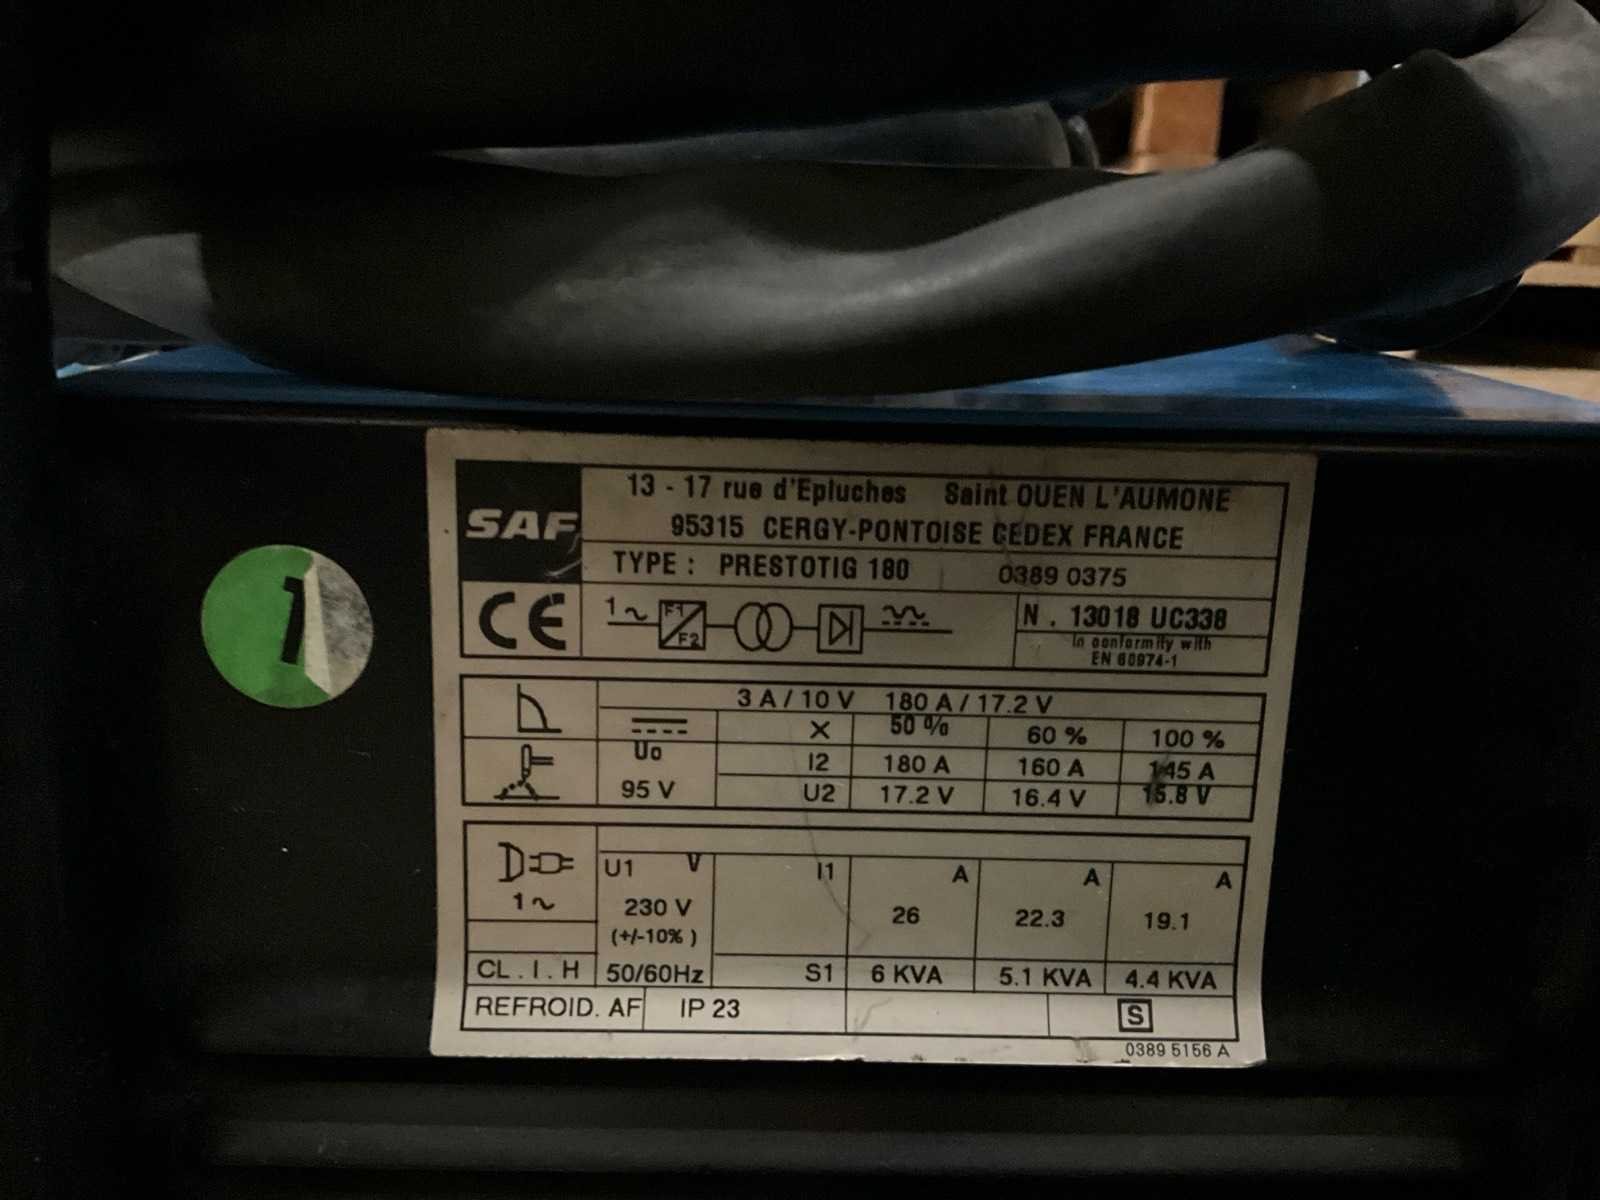 SAF
13 - 17 rue d'Epluches Saint OUEN L'AUMONE
95315 CERGY-PONTOISE CEDEX FRANCE
TYPE : PRESTOTIG 180 0389 0375
CE
1~ F1 F2
N . 13018 UC338
In conformity with
EN 60974-1
1
3 A / 10 V 180 A / 17.2 V
X 50 % 60 % 100 %
Uo I2 180 A 160 A 145 A
95 V U2 17.2 V 16.4 V 15.8 V
U1 V I1 A A A
1~ 230 V 26 22.3 19.1
(+/-10% )
CL . I . H 50/60Hz S1 6 KVA 5.1 KVA 4.4 KVA
REFROID. AF IP 23 S
0389 5156 A